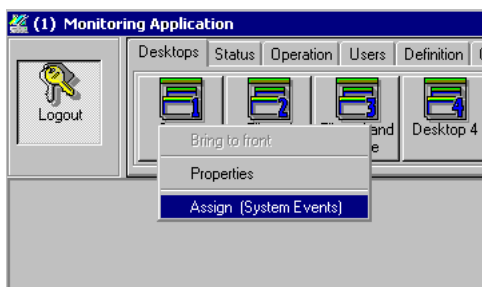 (1) Monitoring Application
Desktops Status Operation Users Definition
Logout
1 2 3 4
and Desktop 4
Bring to front
Properties
Assign (System Events)